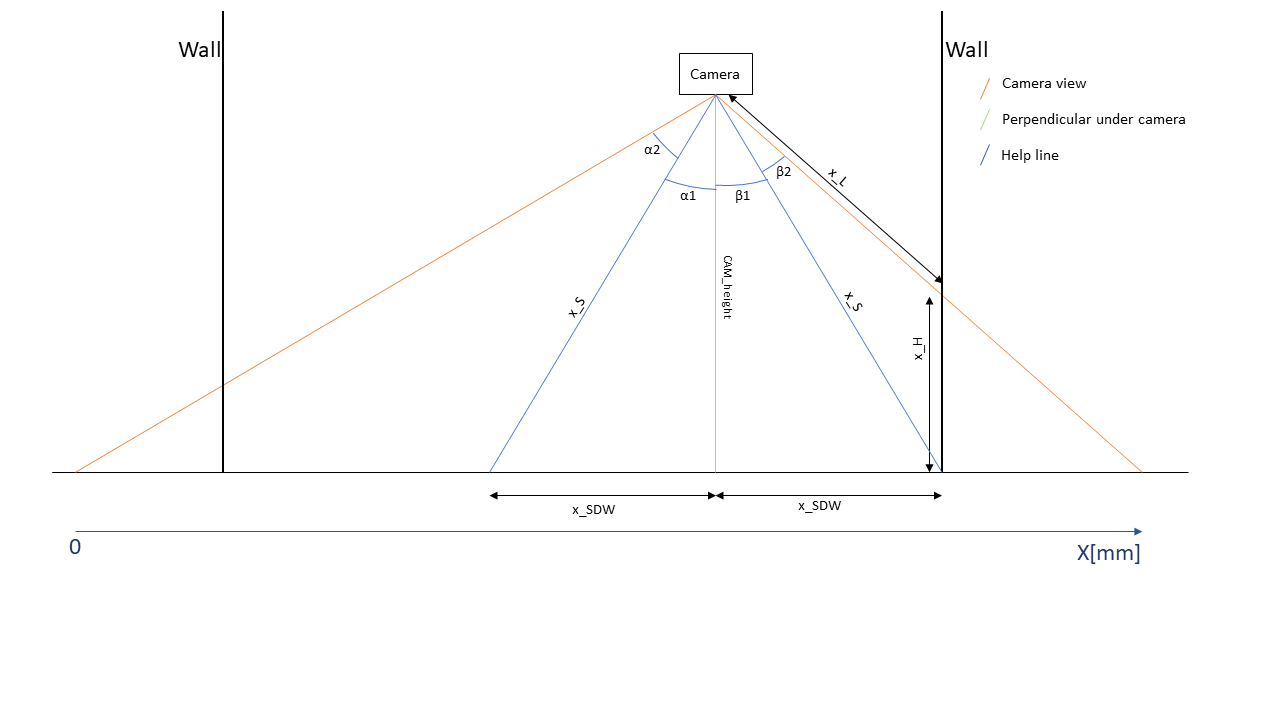 Wall
Wall
Camera
Camera view
Perpendicular under camera
Help line
α2
β2
x_L
α1
β1
CAM_height
x_S
x_S
H_x
x_SDW
x_SDW
0
X[mm]